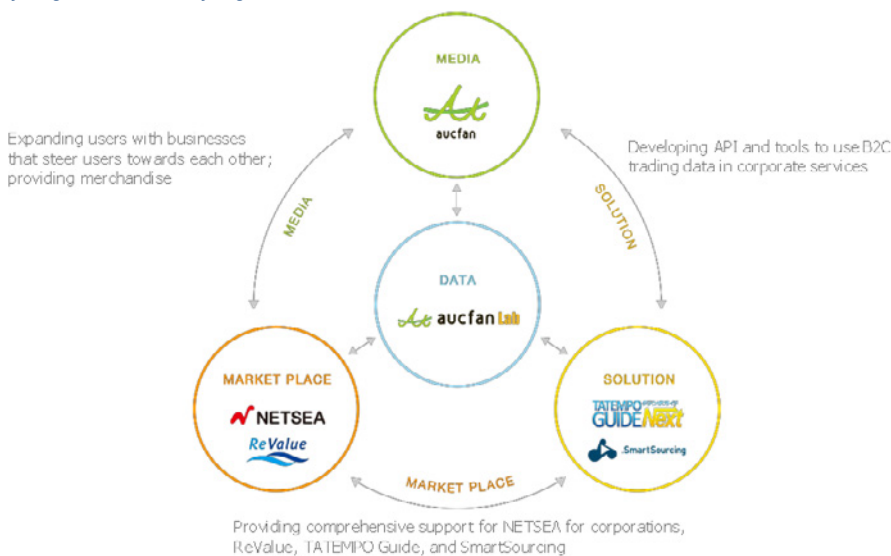 MEDIA
aucfan
Expanding users with businesses
that steer users towards each other;
providing merchandise
Developing API and tools to use B2C
trading data in corporate services
MEDIA
SOLUTION
DATA
aucfan Lab
MARKET PLACE
NETSEA
ReValue
SOLUTION
TATEMPO
GUIDE Next
.SmartSourcing
MARKET PLACE
Providing comprehensive support for NETSEA for corporations,
ReValue, TATEMPO Guide, and SmartSourcing